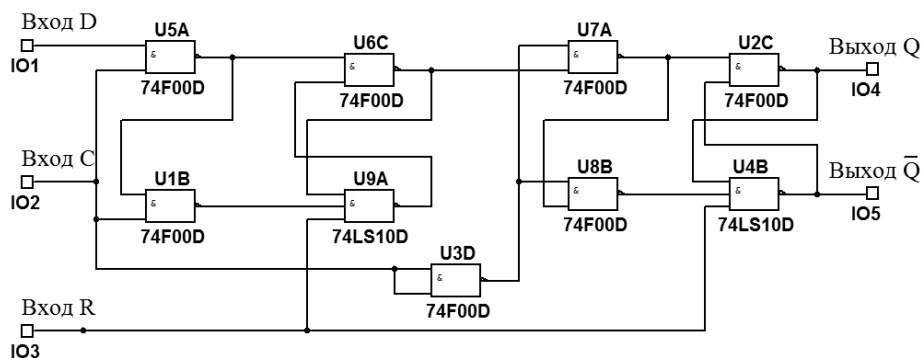 Вход D
IO1
U5A
&
74F00D
U6C
&
74F00D
U7A
&
74F00D
U2C
&
74F00D
Выход Q
IO4
Вход C
IO2
U1B
&
74F00D
U9A
&
74LS10D
U8B
&
74F00D
U4B
&
74LS10D
Выход Q̅
IO5
U3D
&
74F00D
Вход R
IO3